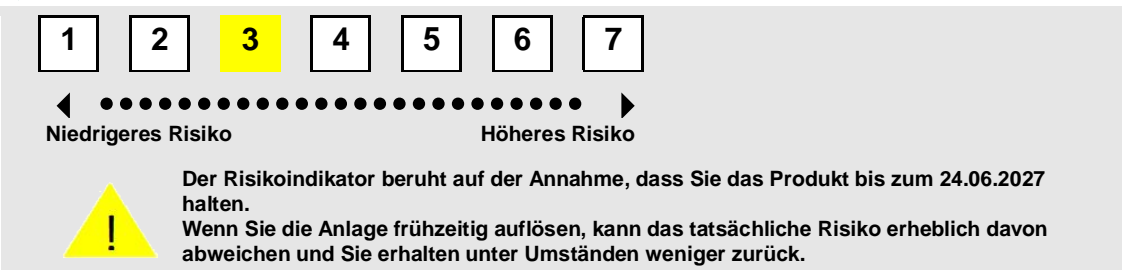 1 2 3 4 5 6 7
Niedrigeres Risiko Höheres Risiko
Der Risikoindikator beruht auf der Annahme, dass Sie das Produkt bis zum 24.06.2027
halten.
Wenn Sie die Anlage frühzeitig auflösen, kann das tatsächliche Risiko erheblich davon
abweichen und Sie erhalten unter Umständen weniger zurück.
!